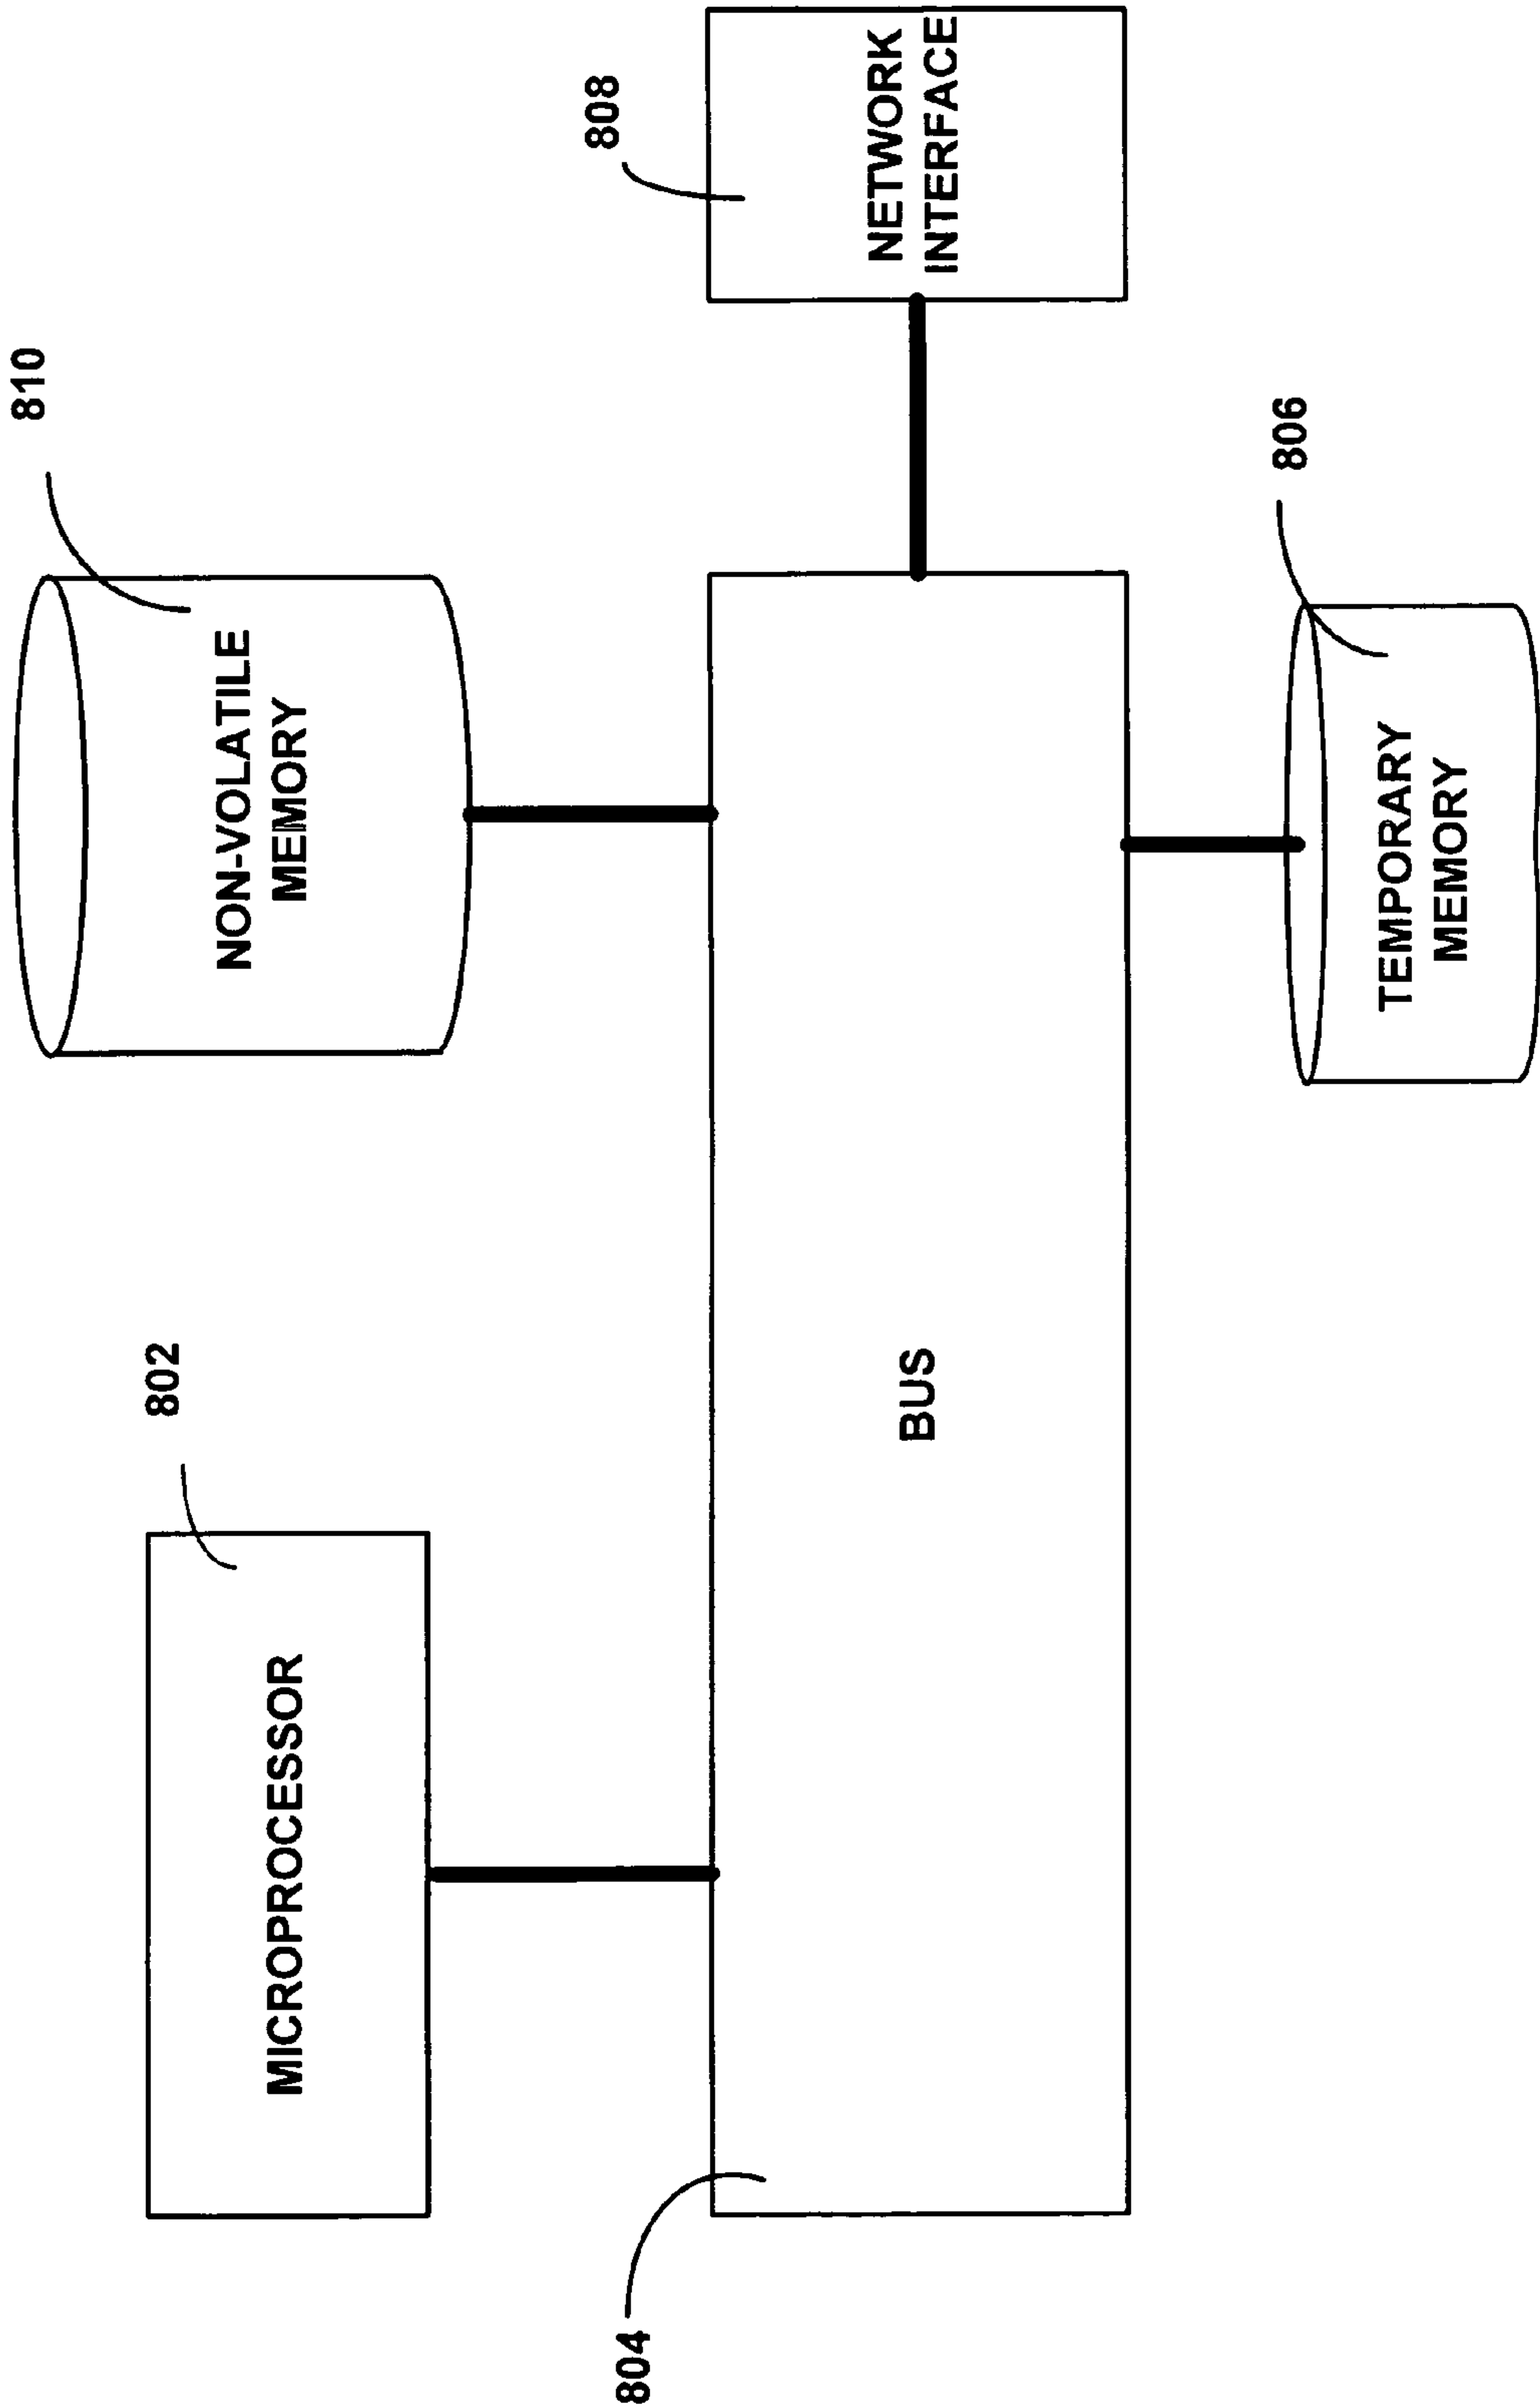 810
NON-VOLATILE
MEMORY
802
MICROPROCESSOR
808
NETWORK
INTERFACE
804
BUS
806
TEMPORARY
MEMORY